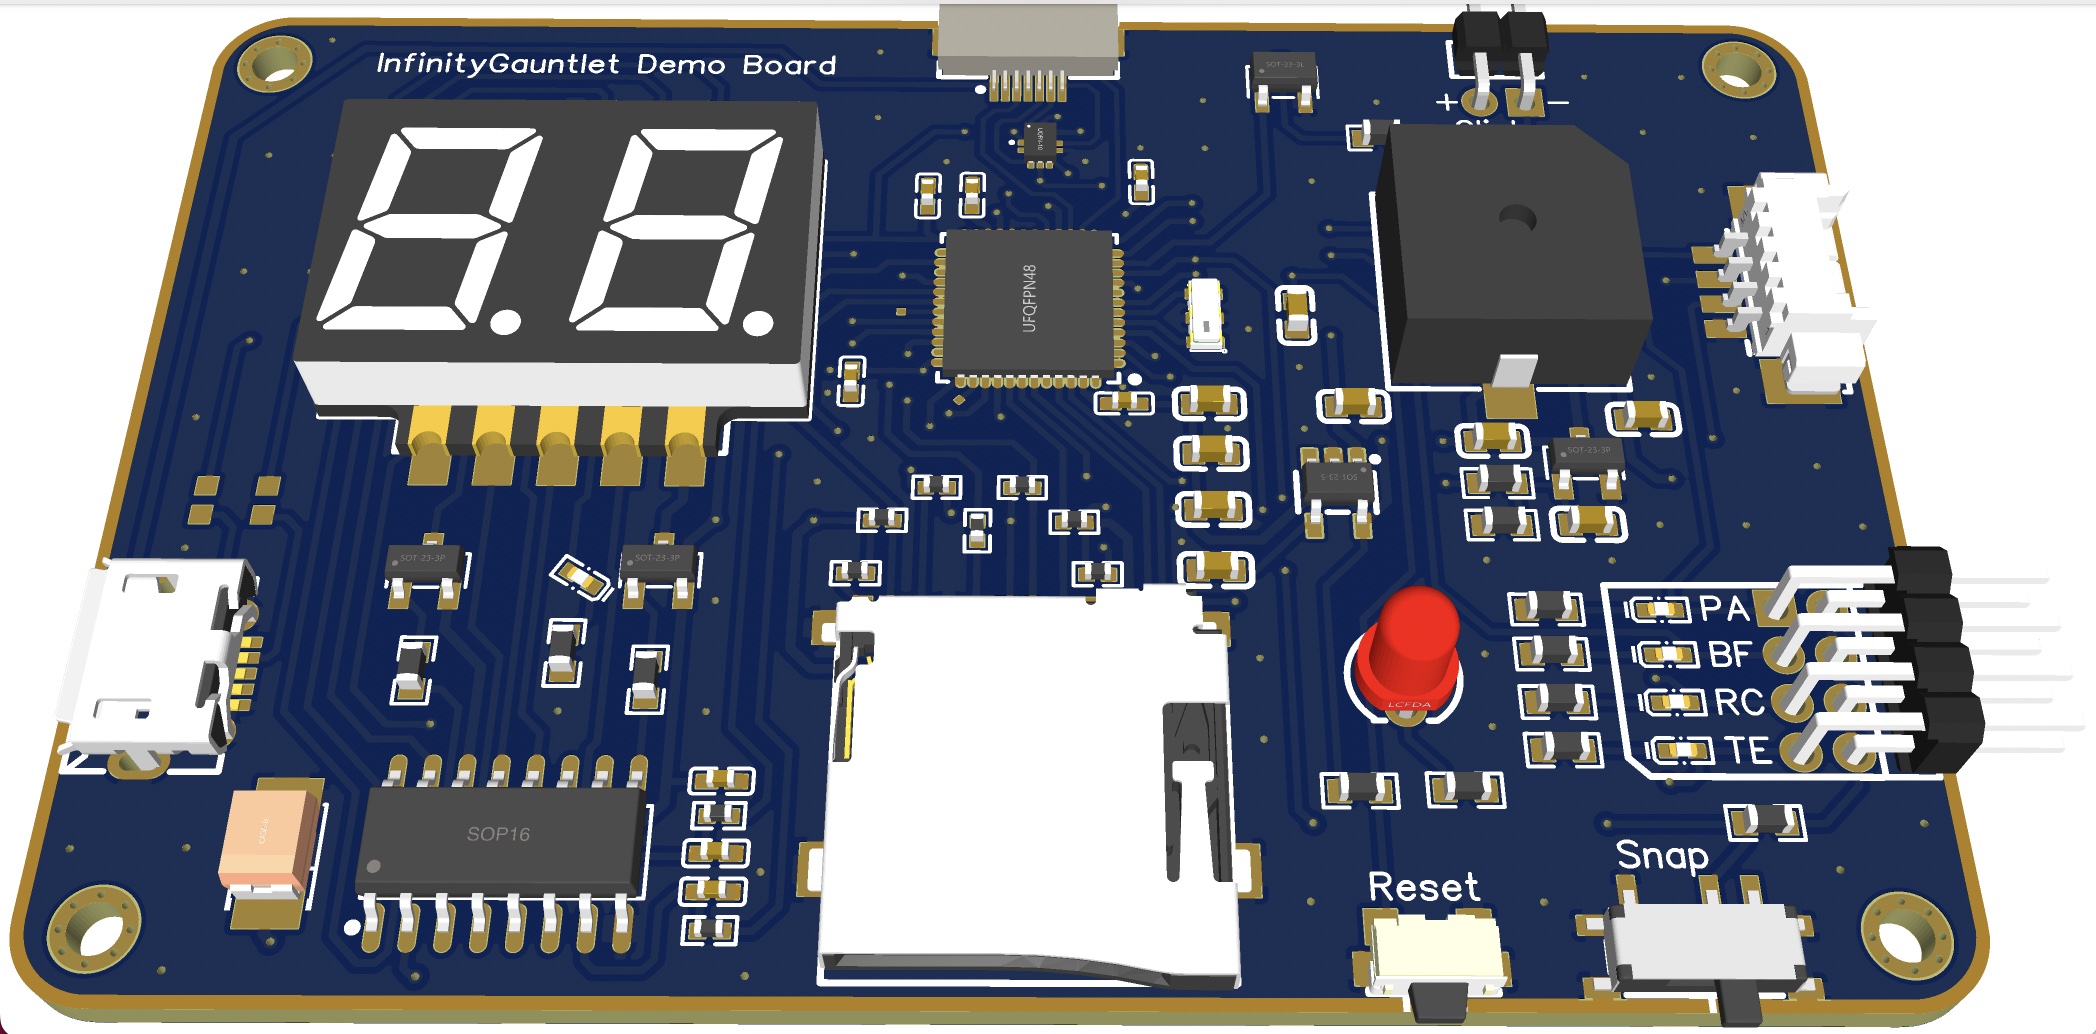 InfinityGauntlet Demo Board
SOT-23-3L
+ −
UFQFPN48
SOT-23-3P
SOT-23-5
SOT-23-3P
SOT-23-3P
PA
BF
RC
TE
LCFDA
SOP16
Snap
Reset